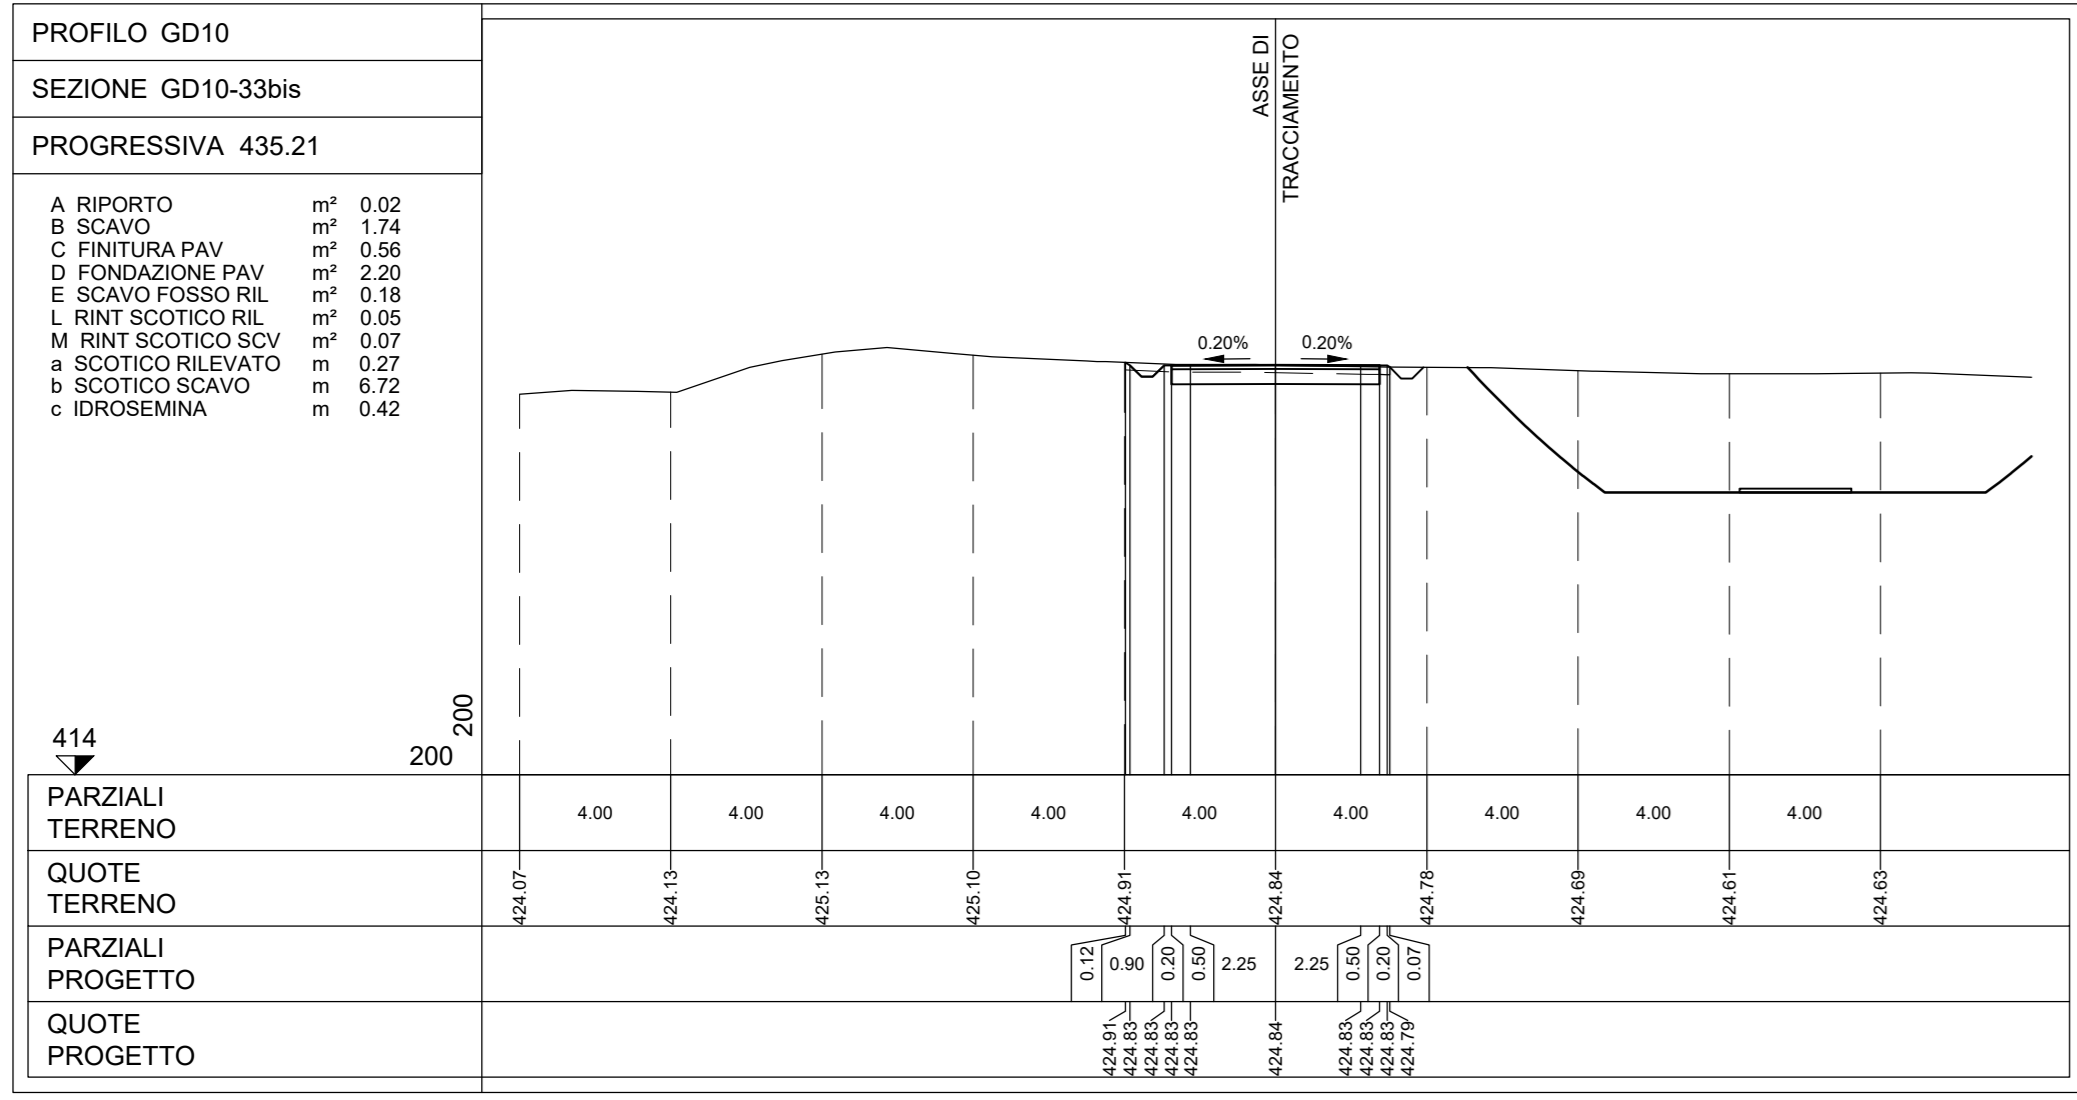 PROFILO GD10
SEZIONE GD10-33bis
PROGRESSIVA 435.21
A RIPORTO m² 0.02
B SCAVO m² 1.74
C FINITURA PAV m² 0.56
D FONDAZIONE PAV m² 2.20
E SCAVO FOSSO RIL m² 0.18
L RINT SCOTICO RIL m² 0.05
M RINT SCOTICO SCV m² 0.07
a SCOTICO RILEVATO m 0.27
b SCOTICO SCAVO m 6.72
c IDROSEMINA m 0.42
414
200
200
ASSE DI
TRACCIAMENTO
0.20% 0.20%
PARZIALI
TERRENO
4.00 4.00 4.00 4.00 4.00 4.00 4.00 4.00 4.00
QUOTE
TERRENO
424.07 424.13 425.13 425.10 424.91 424.84 424.78 424.69 424.61 424.63
PARZIALI
PROGETTO
0.12 0.90 0.20 0.50 2.25 2.25 0.50 0.20 0.07
QUOTE
PROGETTO
424.91 424.83 424.83 424.83 424.83 424.84 424.83 424.83 424.83 424.79